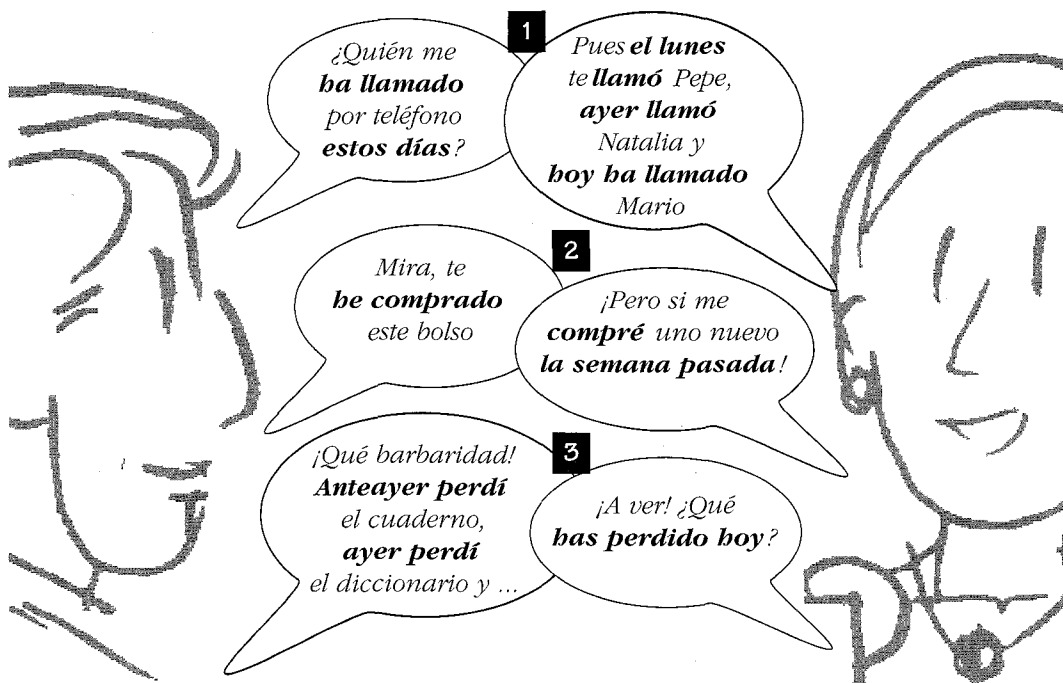 1
¿Quién me
ha llamado
por teléfono
estos días?
Pues el lunes
te llamó Pepe,
ayer llamó
Natalia y
hoy ha llamado
Mario
2
Mira, te
he comprado
este bolso
¡Pero si me
compré uno nuevo
la semana pasada!
3
¡Qué barbaridad!
Anteayer perdí
el cuaderno,
ayer perdí
el diccionario y ...
¡A ver! ¿Qué
has perdido hoy?